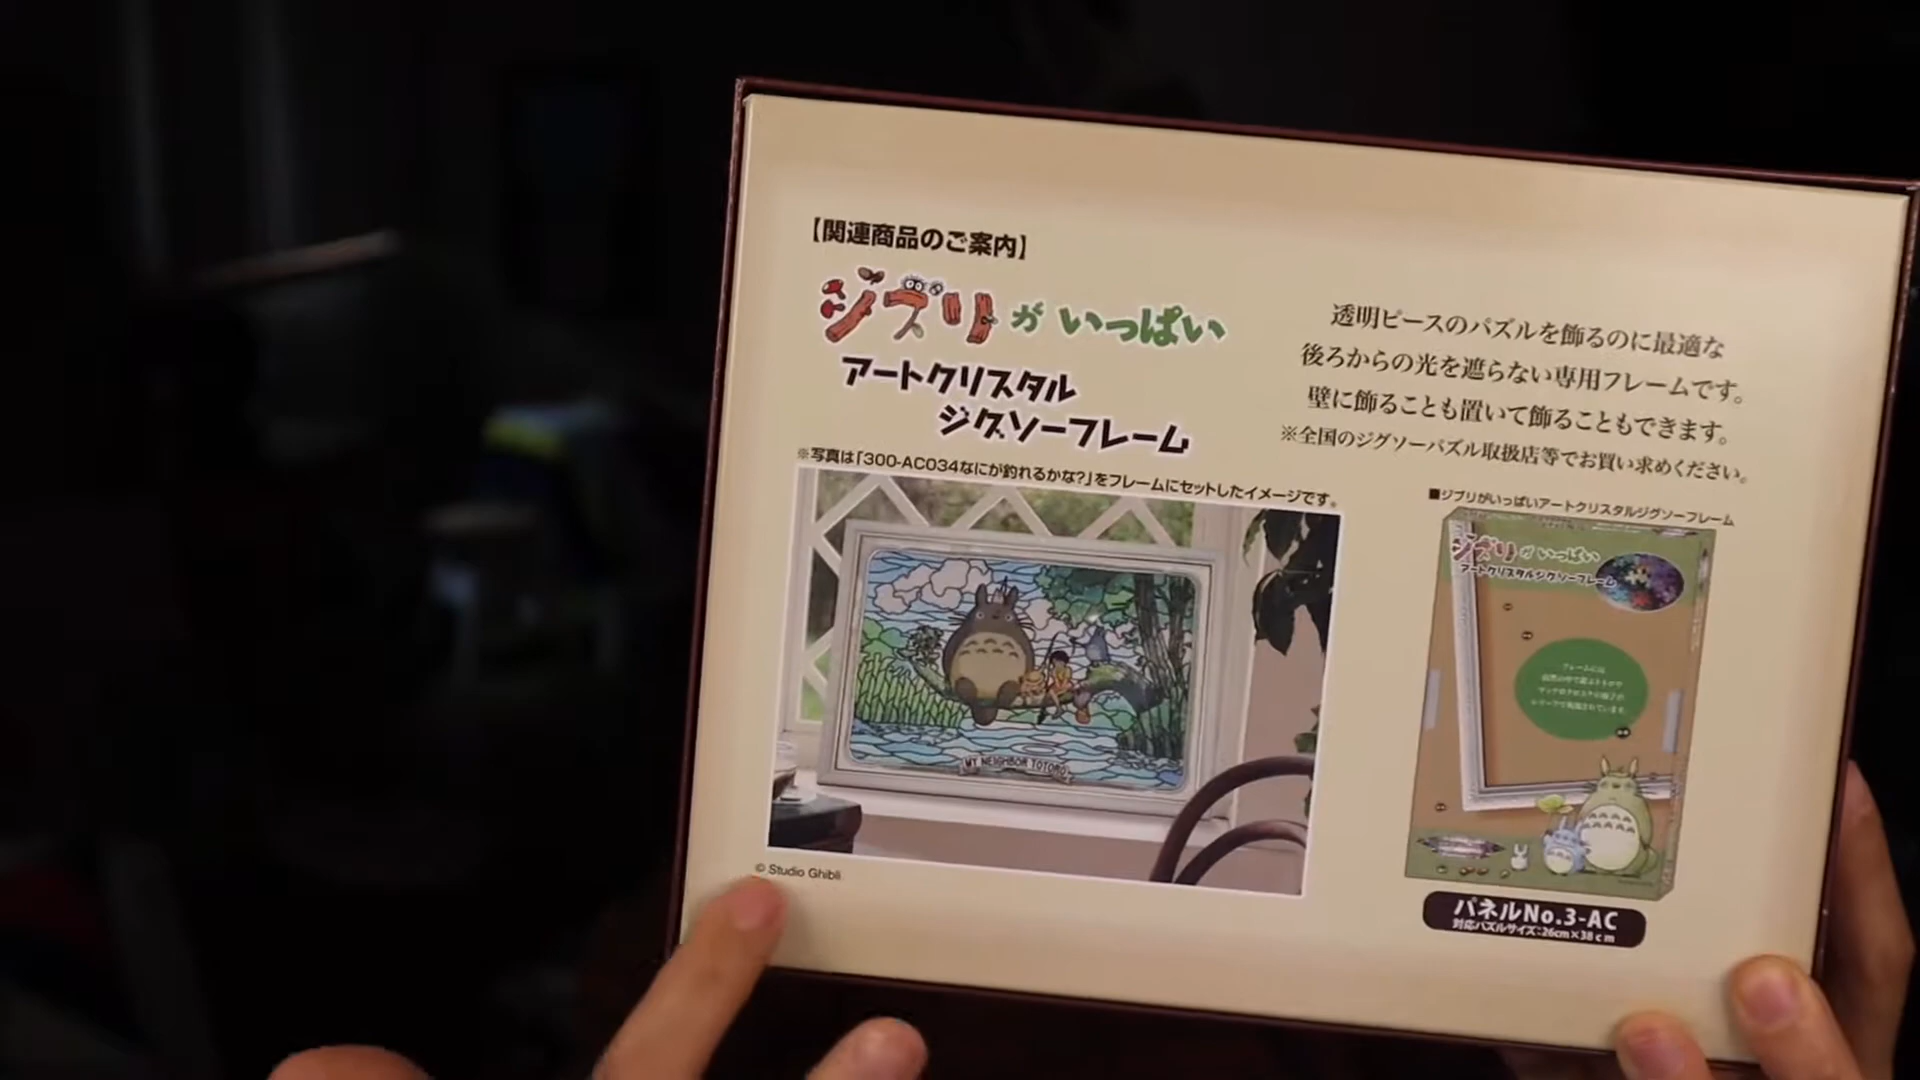 【関連商品のご案内】
ジブリが いっぱい
アートクリスタル
ジグソーフレーム
透明ピースのパズルを飾るのに最適な
後ろからの光を遮らない専用フレームです。
壁に飾ることも置いて飾ることもできます。
※全国のジグソーパズル取扱店等でお買い求めください。
※写真は「300-AC034なにが釣れるかな?」をフレームにセットしたイメージです。
MY NEIGHBOR TOTORO
© Studio Ghibli
■ジブリがいっぱいアートクリスタルジグソーフレーム
ジブリが いっぱい
アートクリスタルジグソーフレーム
フレームには
パネルNo.3-AC
対応パズルサイズ:26cm×38cm